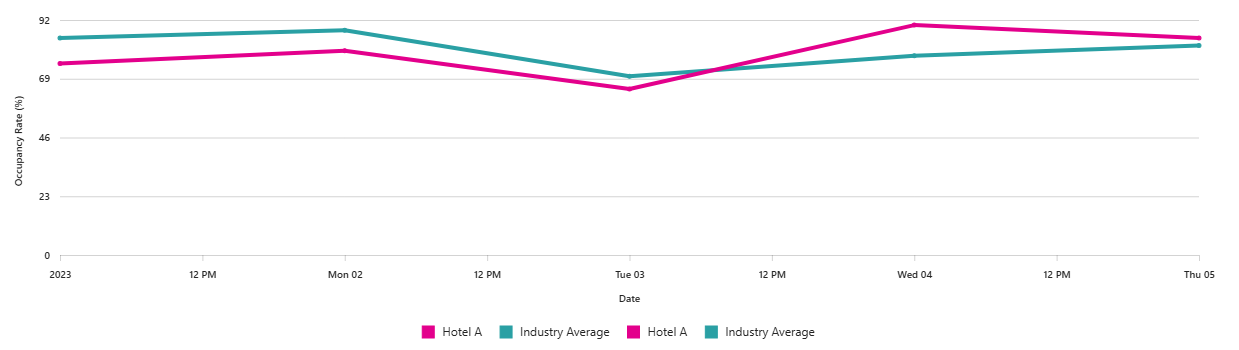 92
69
46
23
0
Occupancy Rate (%)
2023 12 PM Mon 02 12 PM Tue 03 12 PM Wed 04 12 PM Thu 05
Date
Hotel A Industry Average Hotel A Industry Average